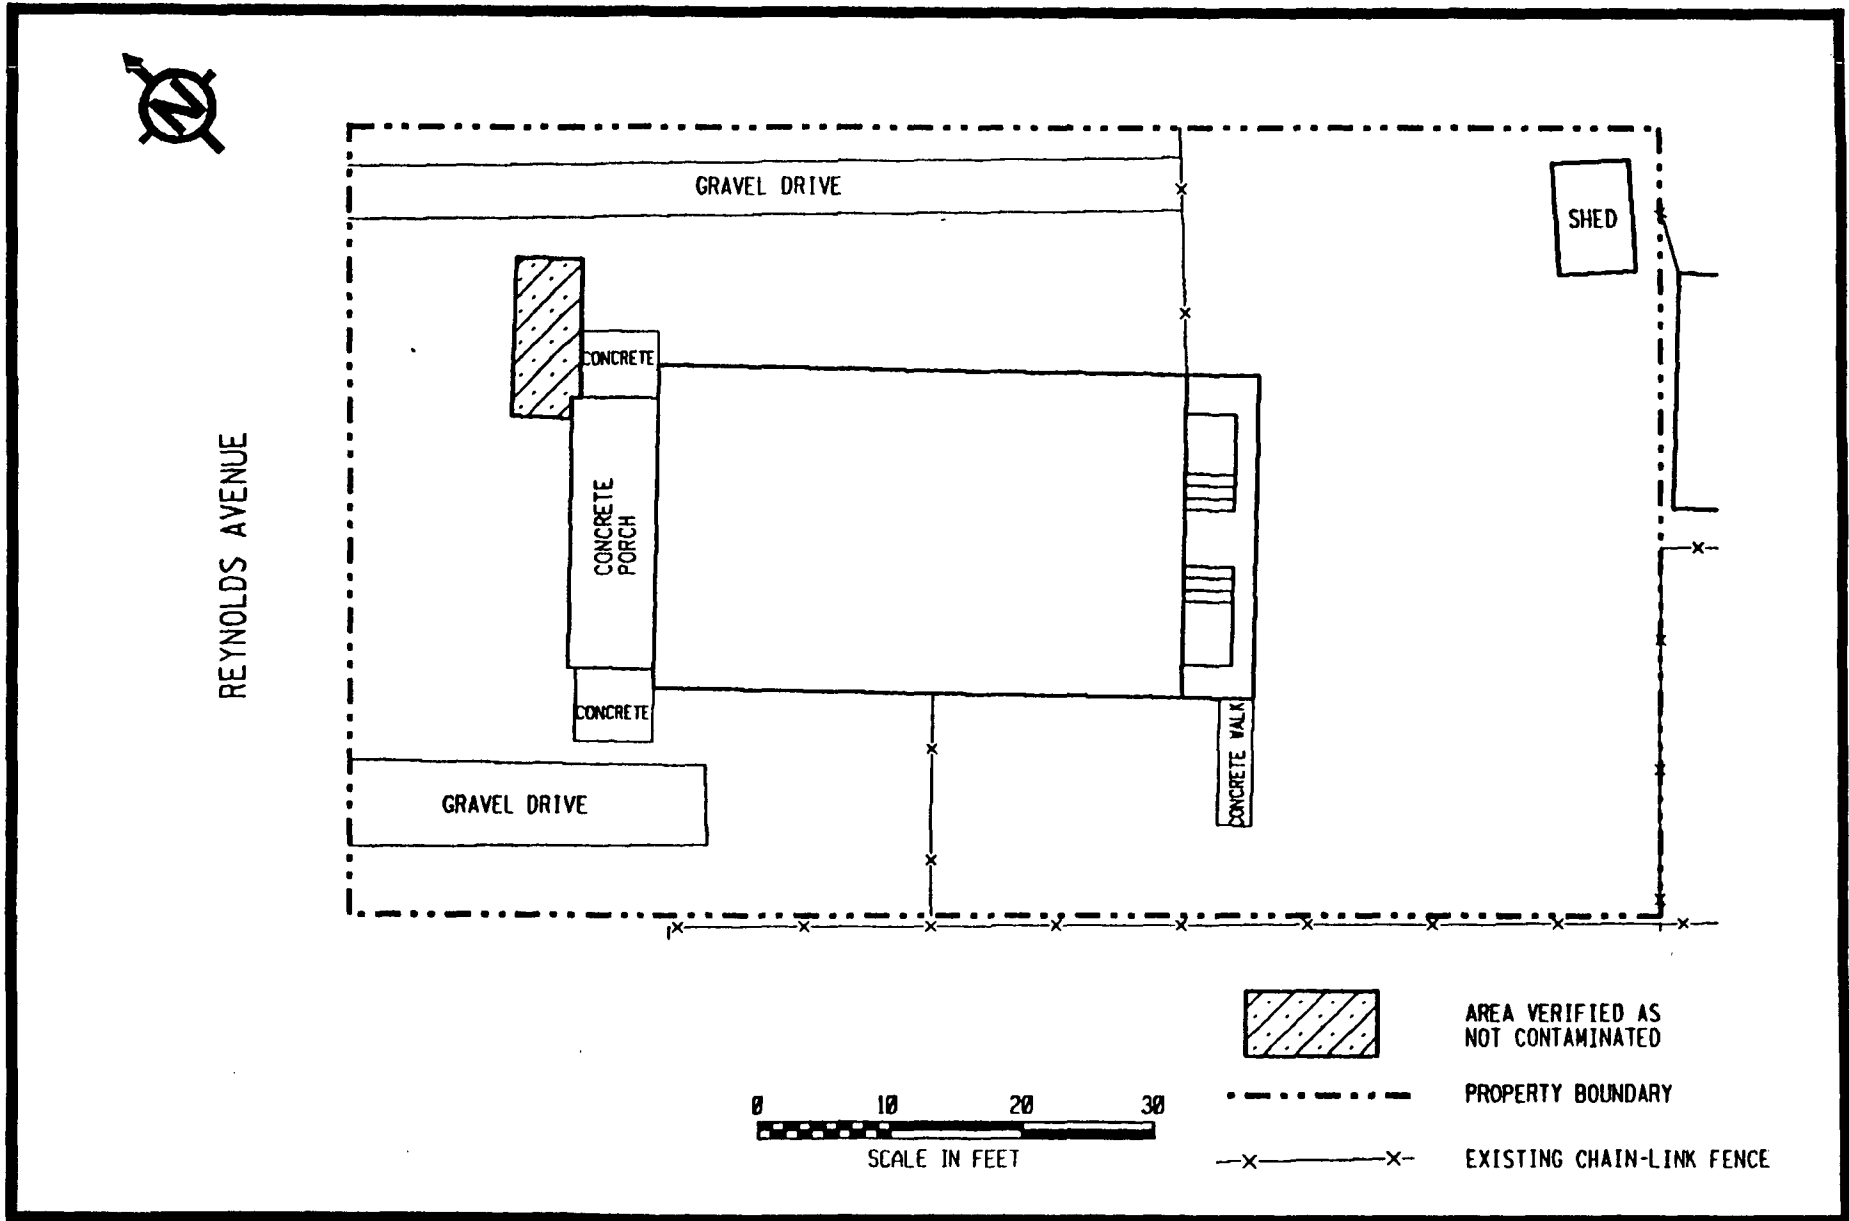 N
GRAVEL DRIVE
SHED
CONCRETE
REYNOLDS AVENUE
CONCRETE
PORCH
CONCRETE
CONCRETE WALK
GRAVEL DRIVE
AREA VERIFIED AS
NOT CONTAMINATED
PROPERTY BOUNDARY
0 10 20 30
SCALE IN FEET
EXISTING CHAIN-LINK FENCE